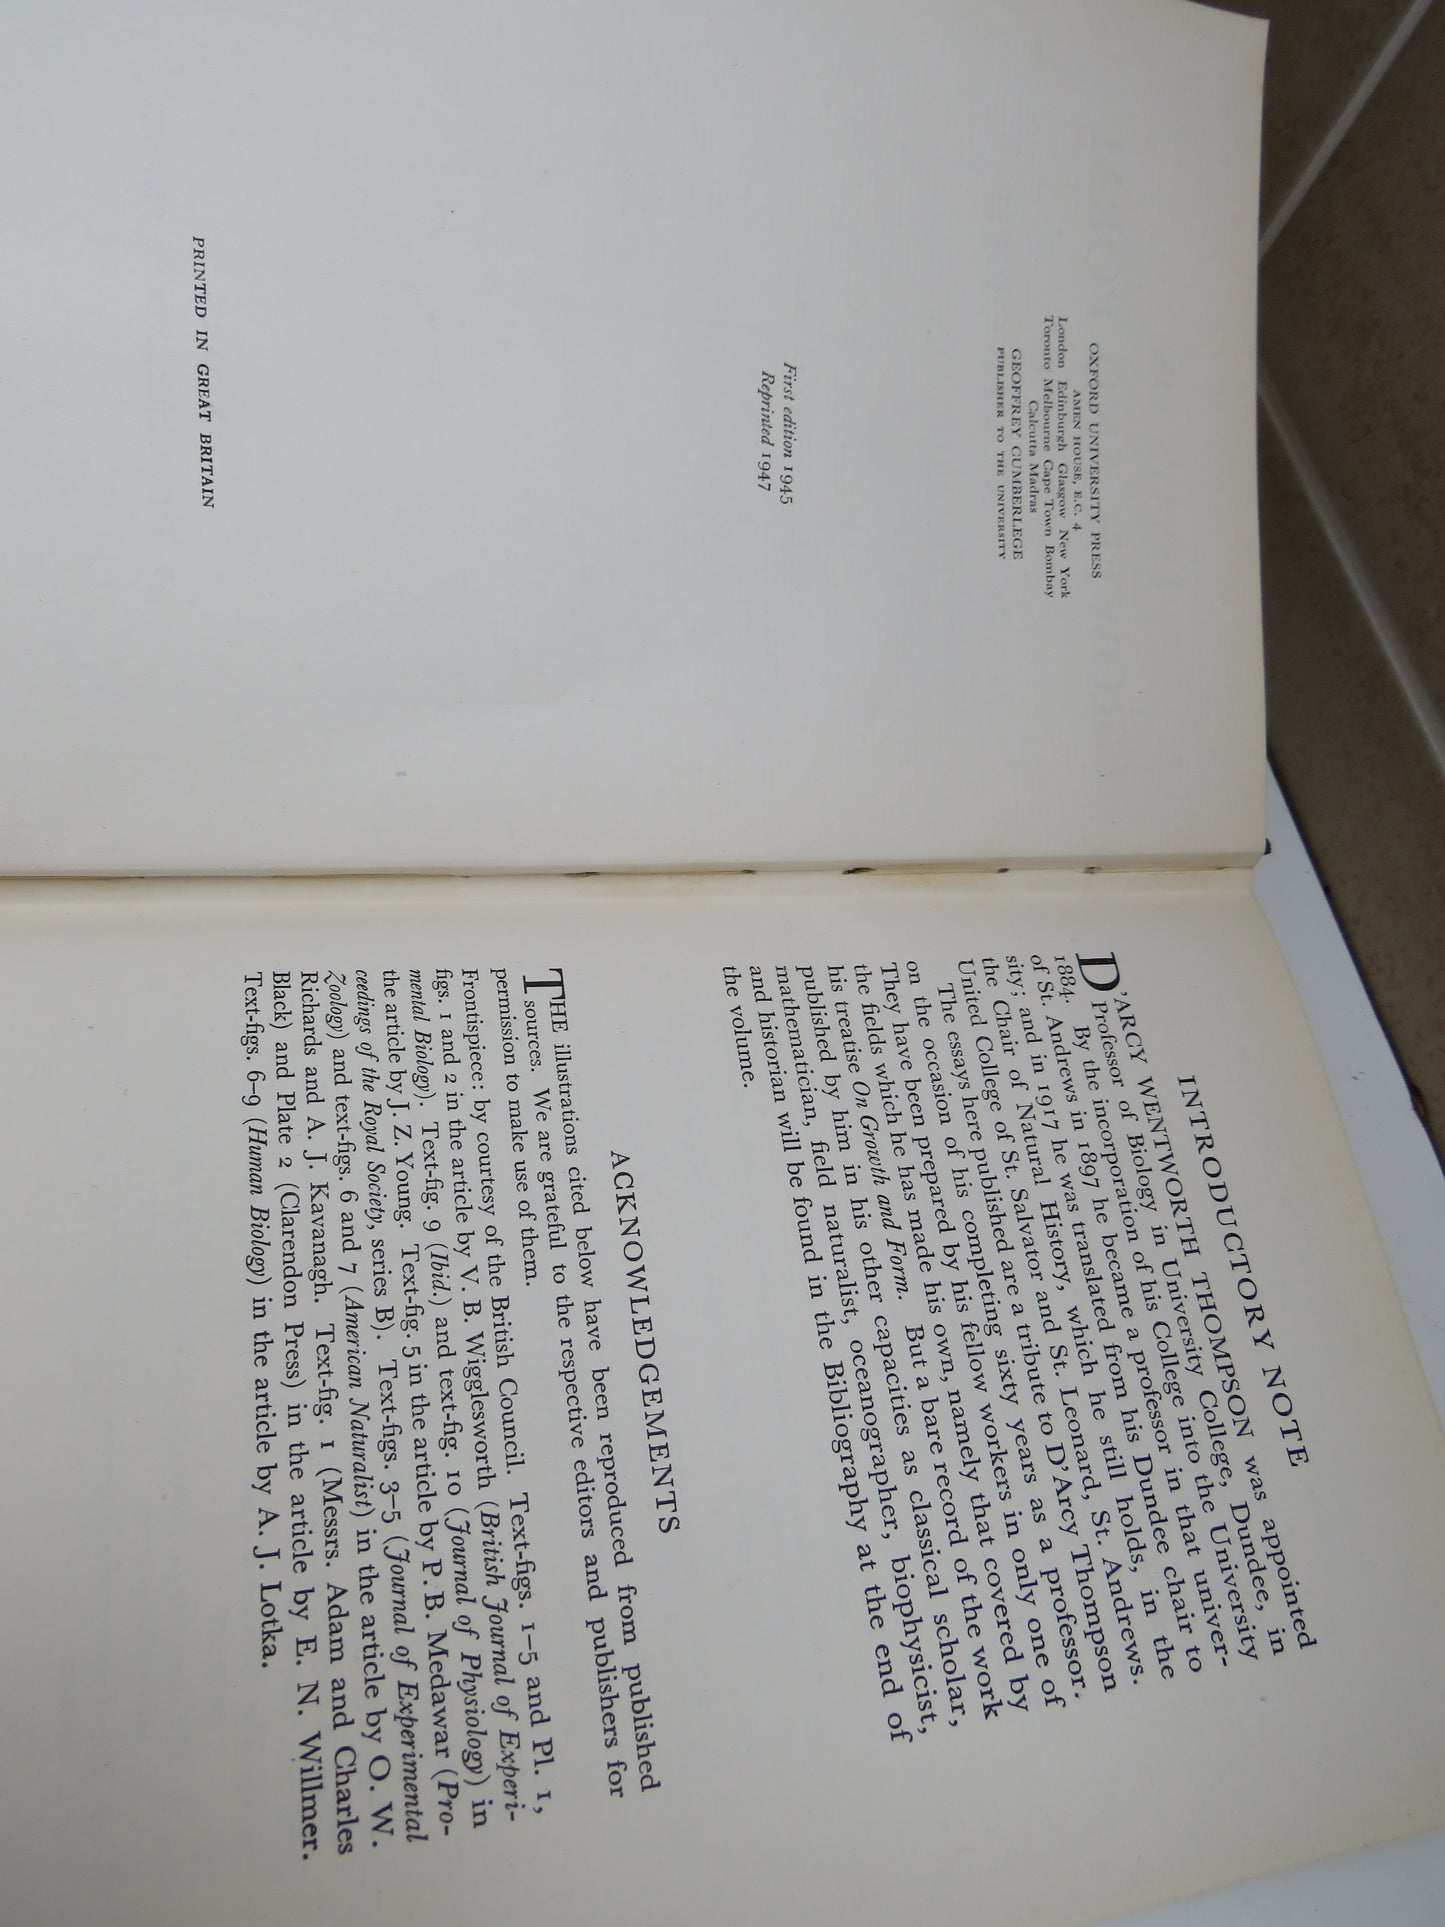 OXFORD UNIVERSITY PRESS
AMEN HOUSE, E.C. 4
London Edinburgh Glasgow New York
Toronto Melbourne Cape Town Bombay
Calcutta Madras
GEOFFREY CUMBERLEGE
PUBLISHER TO THE UNIVERSITY
First edition 1945
Reprinted 1947
PRINTED IN GREAT BRITAIN
INTRODUCTORY NOTE
D'ARCY WENTWORTH THOMPSON was appointed
Professor of Biology in University College, Dundee, in
1884. By the incorporation of his College into the University
of St. Andrews in 1897 he became a professor in that univer-
sity; and in 1917 he was translated from his Dundee chair to
the Chair of Natural History, which he still holds, in the
United College of St. Salvator and St. Leonard, St. Andrews.
The essays here published are a tribute to D'Arcy Thompson
on the occasion of his completing sixty years as a professor.
They have been prepared by his fellow workers in only one of
the fields which he has made his own, namely that covered by
his treatise On Growth and Form. But a bare record of the work
published by him in his other capacities as classical scholar,
mathematician, field naturalist, oceanographer, biophysicist,
and historian will be found in the Bibliography at the end of
the volume.
ACKNOWLEDGEMENTS
THE illustrations cited below have been reproduced from published
sources. We are grateful to the respective editors and publishers for
permission to make use of them.
Frontispiece: by courtesy of the British Council. Text-figs. 1–5 and Pl. 1,
figs. 1 and 2 in the article by V. B. Wigglesworth (British Journal of Experi-
mental Biology). Text-fig. 9 (Ibid.) and text-fig. 10 (Journal of Physiology) in
the article by J. Z. Young. Text-fig. 5 in the article by P. B. Medawar (Pro-
ceedings of the Royal Society, series B). Text-figs. 3–5 (Journal of Experimental
Zoology) and text-figs. 6 and 7 (American Naturalist) in the article by O. W.
Richards and A. J. Kavanagh. Text-fig. 1 (Messrs. Adam and Charles
Black) and Plate 2 (Clarendon Press) in the article by E. N. Willmer.
Text-figs. 6–9 (Human Biology) in the article by A. J. Lotka.